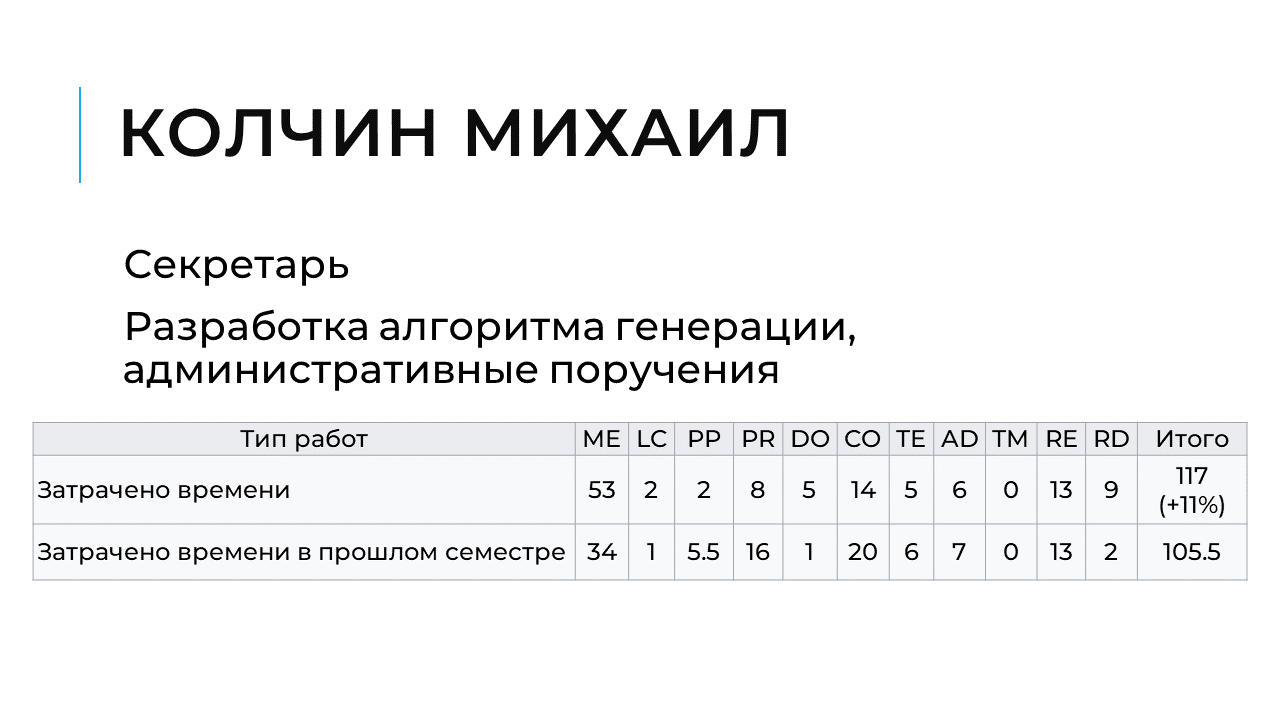 КОЛЧИН МИХАИЛ
Секретарь
Разработка алгоритма генерации,
административные поручения
Тип работ ME LC PP PR DO CO TE AD TM RE RD Итого
Затрачено времени 53 2 2 8 5 14 5 6 0 13 9 117 (+11%)
Затрачено времени в прошлом семестре 34 1 5.5 16 1 20 6 7 0 13 2 105.5